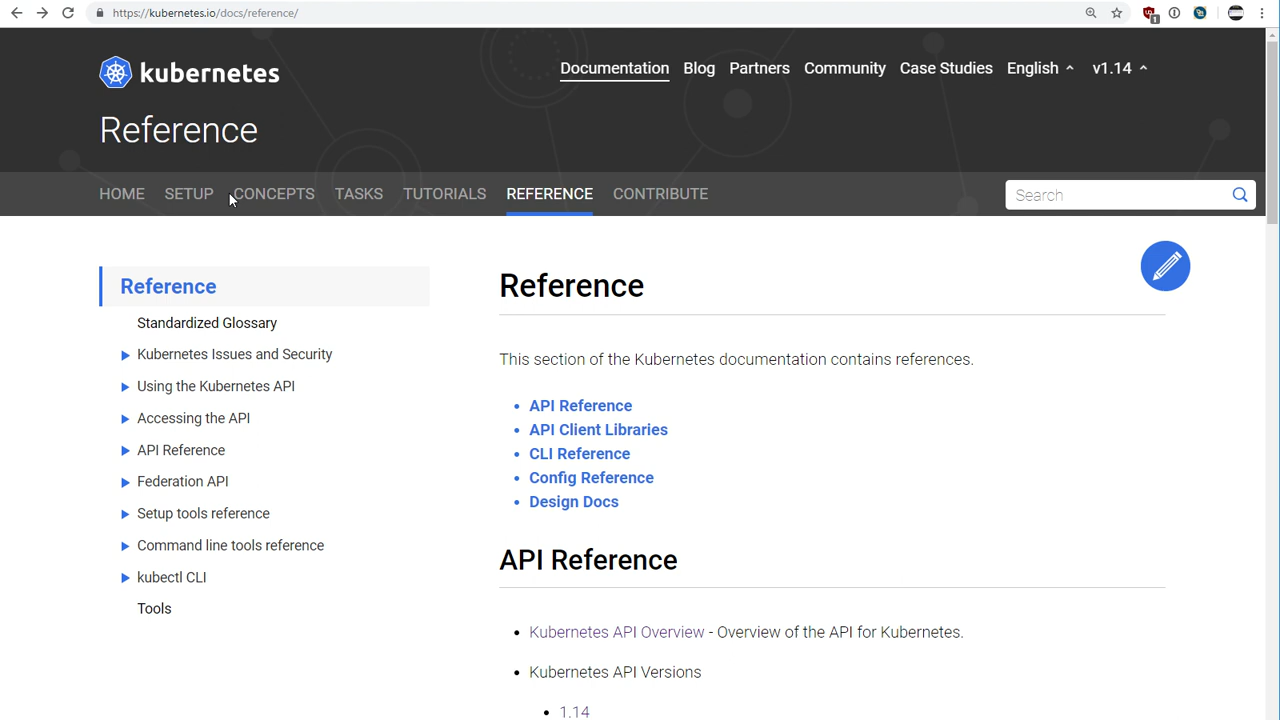 https://kubernetes.io/docs/reference/
1
kubernetes
Documentation Blog Partners Community Case Studies English v1.14
Reference
HOME SETUP CONCEPTS TASKS TUTORIALS REFERENCE CONTRIBUTE Search
Reference
Standardized Glossary
Kubernetes Issues and Security
Using the Kubernetes API
Accessing the API
API Reference
Federation API
Setup tools reference
Command line tools reference
kubectl CLI
Tools
Reference
This section of the Kubernetes documentation contains references.
• API Reference
• API Client Libraries
• CLI Reference
• Config Reference
• Design Docs
API Reference
• Kubernetes API Overview - Overview of the API for Kubernetes.
• Kubernetes API Versions
• 1.14